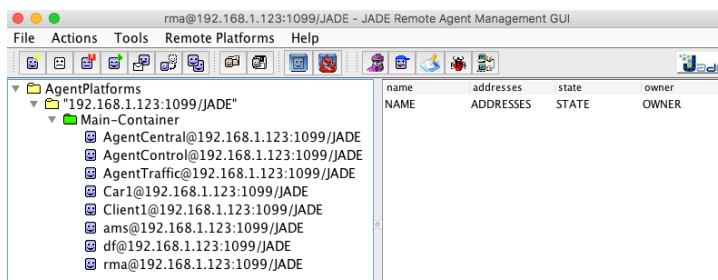 rma@192.168.1.123:1099/JADE - JADE Remote Agent Management GUI
File Actions Tools Remote Platforms Help
AgentPlatforms
"192.168.1.123:1099/JADE"
Main-Container
AgentCentral@192.168.1.123:1099/JADE
AgentControl@192.168.1.123:1099/JADE
AgentTraffic@192.168.1.123:1099/JADE
Car1@192.168.1.123:1099/JADE
Client1@192.168.1.123:1099/JADE
ams@192.168.1.123:1099/JADE
df@192.168.1.123:1099/JADE
rma@192.168.1.123:1099/JADE
name addresses state owner
NAME ADDRESSES STATE OWNER